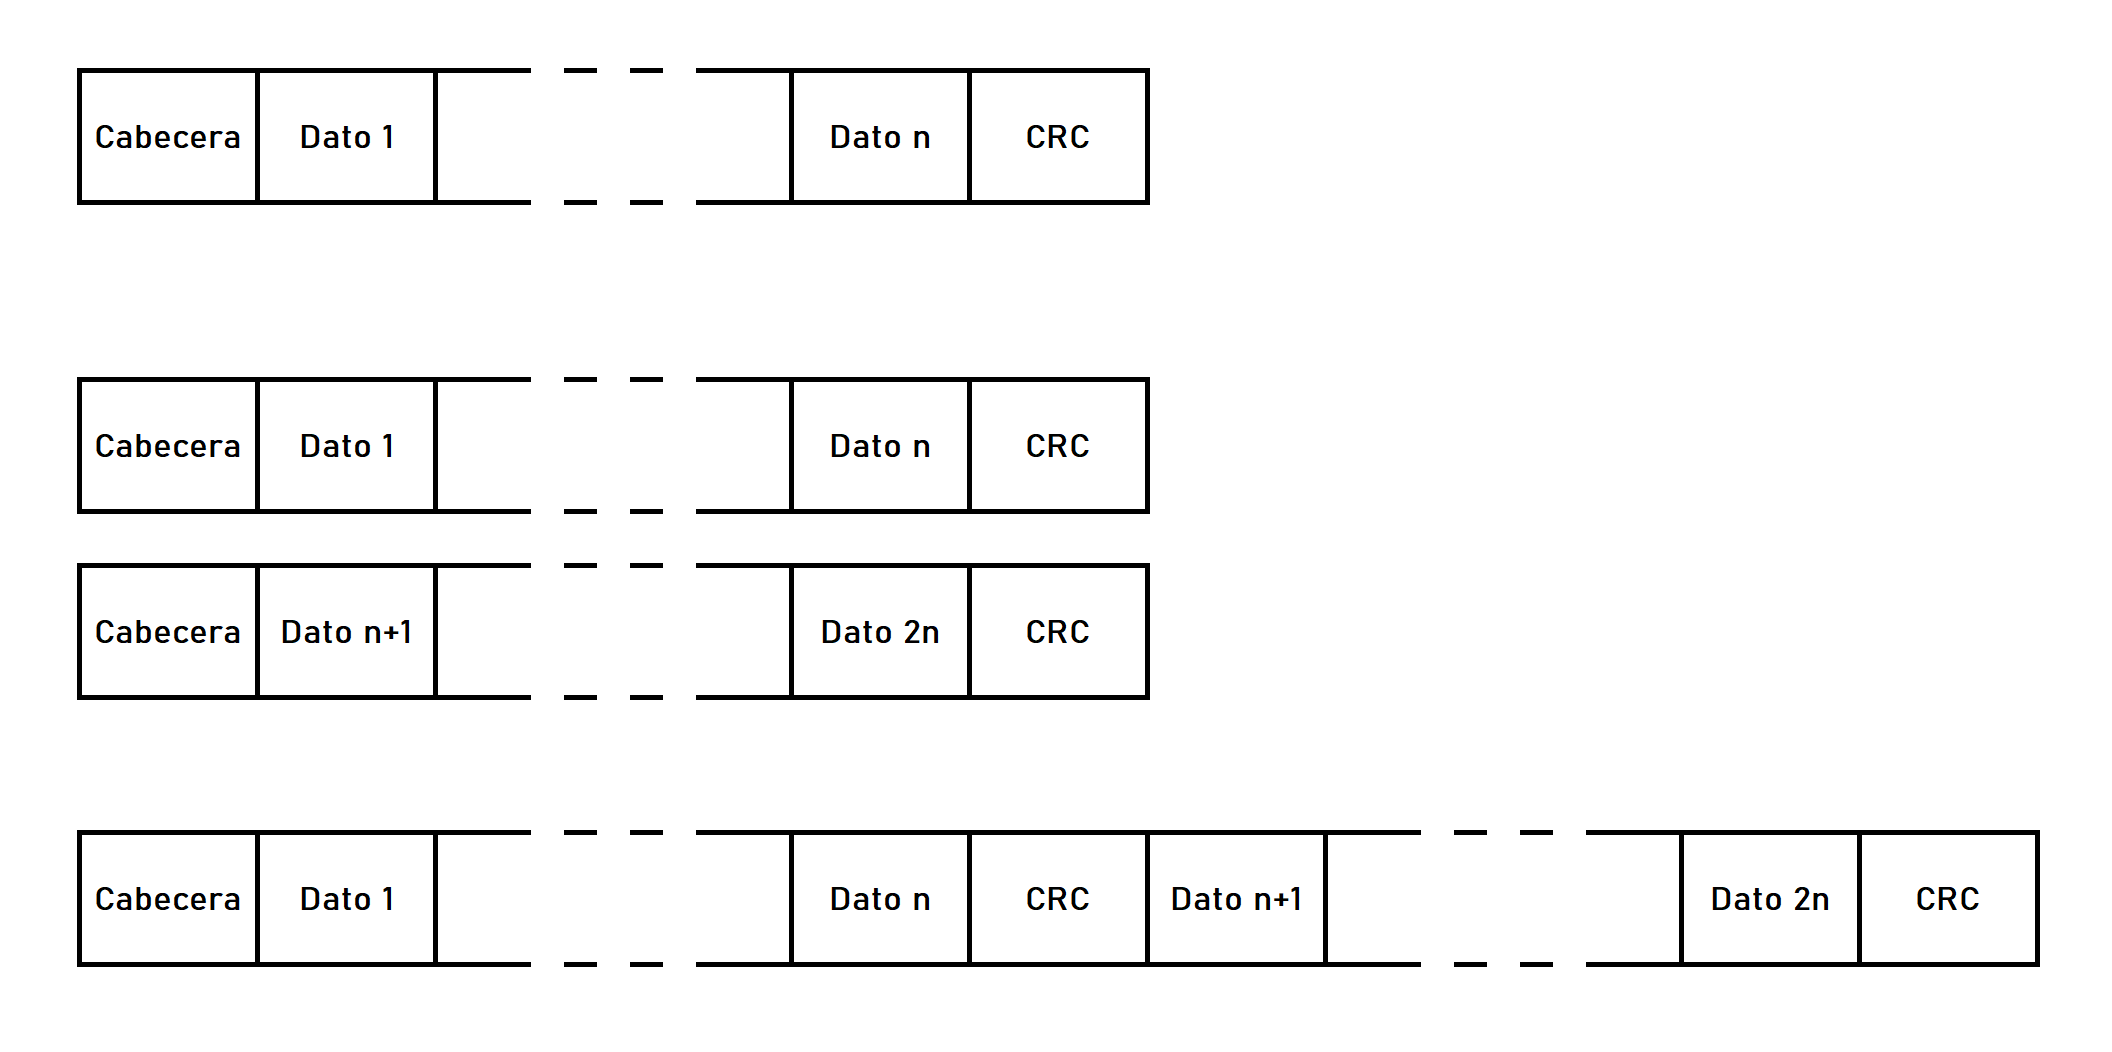 Cabecera Dato 1 Dato n CRC
Cabecera Dato 1 Dato n CRC
Cabecera Dato n+1 Dato 2n CRC
Cabecera Dato 1 Dato n CRC Dato n+1 Dato 2n CRC